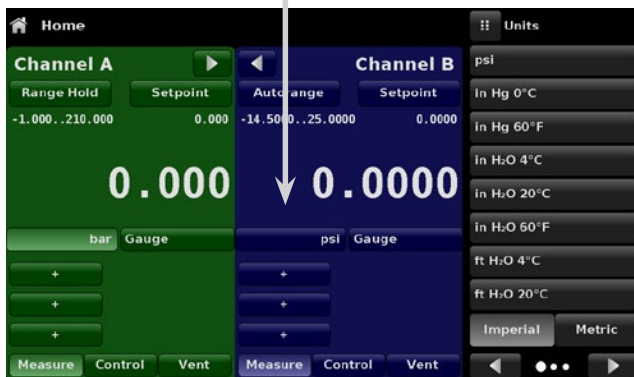 Home
Units
Channel A
Channel B
Range Hold Setpoint
Autorange Setpoint
-1.000..210.000 0.000
-14.5000..25.0000 0.0000
0.000
0.0000
bar Gauge
psi Gauge
+
+
+
+
+
+
Measure Control Vent
Measure Control Vent
psi
In Hg 0°C
in Hg 60°F
in H₂O 4°C
in H₂O 20°C
in H₂O 60°F
ft H₂O 4°C
ft H₂O 20°C
Imperial Metric